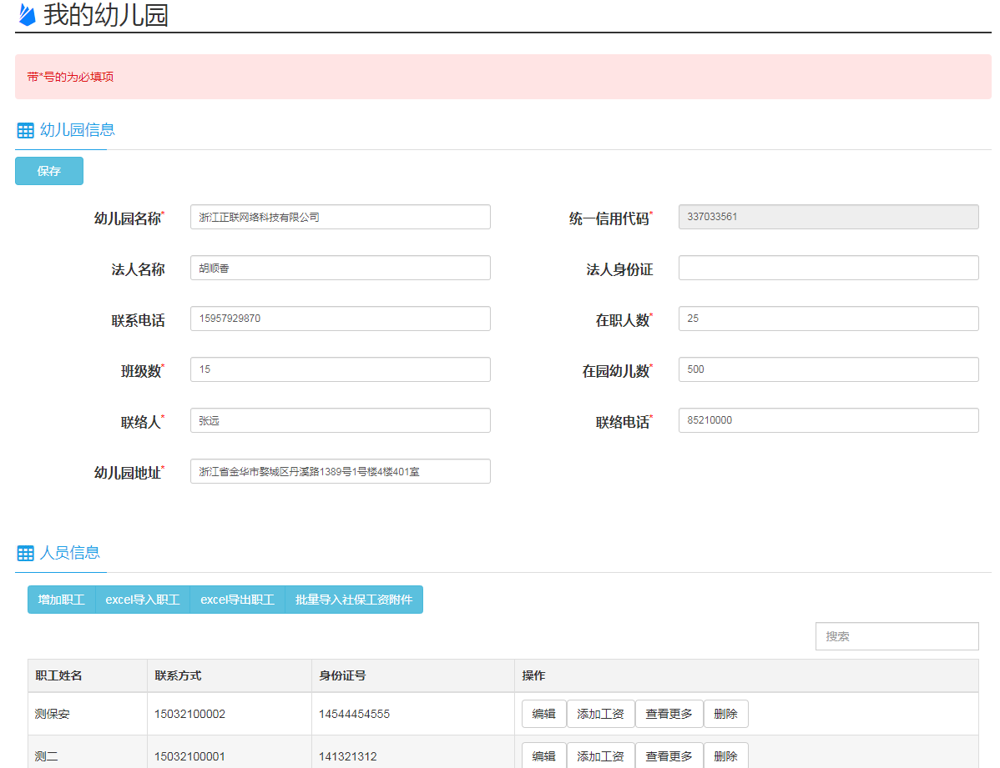 我的幼儿园
带*号的为必填项
幼儿园信息
保存
幼儿园名称* 浙江正联网络科技有限公司 统一信用代码* 337033561
法人名称 胡顺香 法人身份证
联系电话 15957929870 在职人数* 25
班级数* 15 在园幼儿数* 500
联络人* 张远 联络电话* 85210000
幼儿园地址* 浙江省金华市婺城区丹溪路1389号1号楼4楼401室
人员信息
增加职工 excel导入职工 excel导出职工 批量导入社保工资附件
搜索
职工姓名 联系方式 身份证号 操作
测保安 15032100002 14544454555 编辑 添加工资 查看更多 删除
测二 15032100001 141321312 编辑 添加工资 查看更多 删除